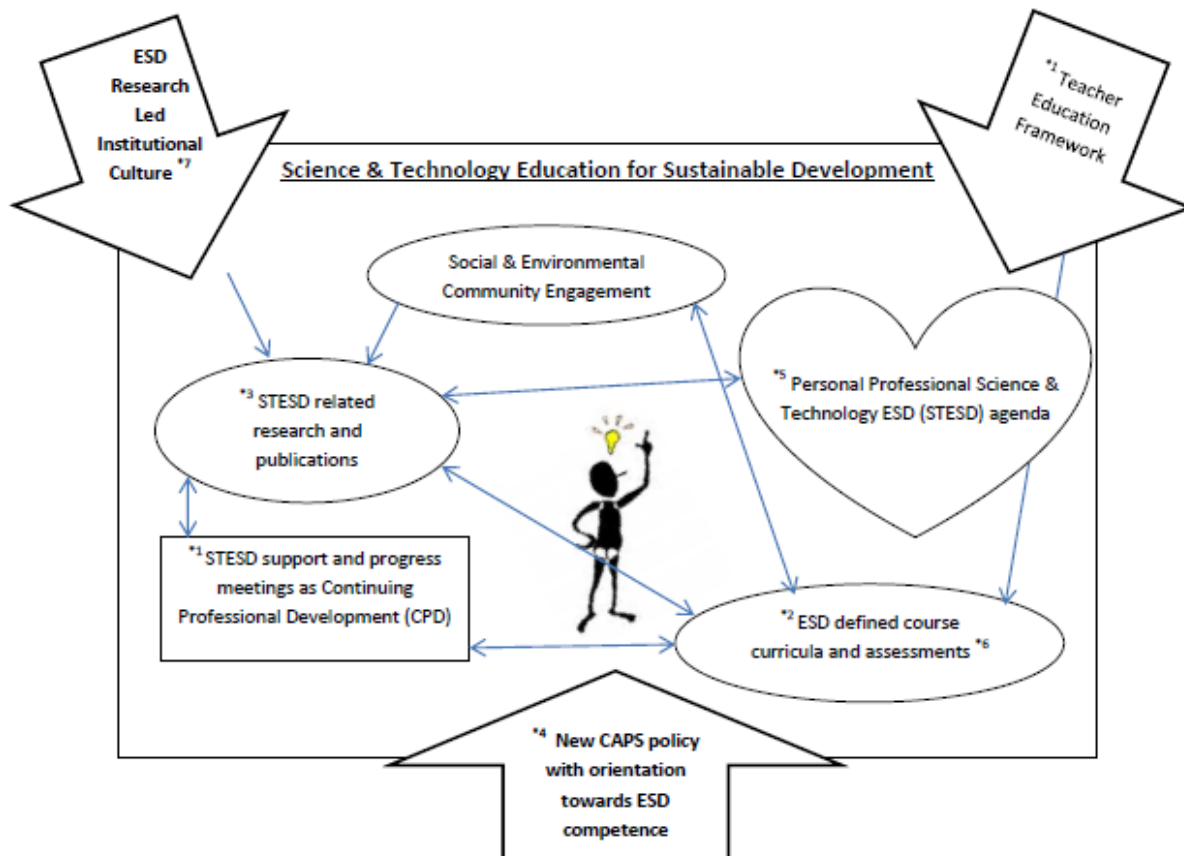 ESD
Research
Led
Institutional
Culture *7
*1 Teacher
Education
Framework
Science & Technology Education for Sustainable Development
Social & Environmental
Community Engagement
*5 Personal Professional Science &
Technology ESD (STESD) agenda
*3 STESD related
research and
publications
*1 STESD support and progress
meetings as Continuing
Professional Development (CPD)
*2 ESD defined course
curricula and assessments *6
*4 New CAPS policy
with orientation
towards ESD
competence